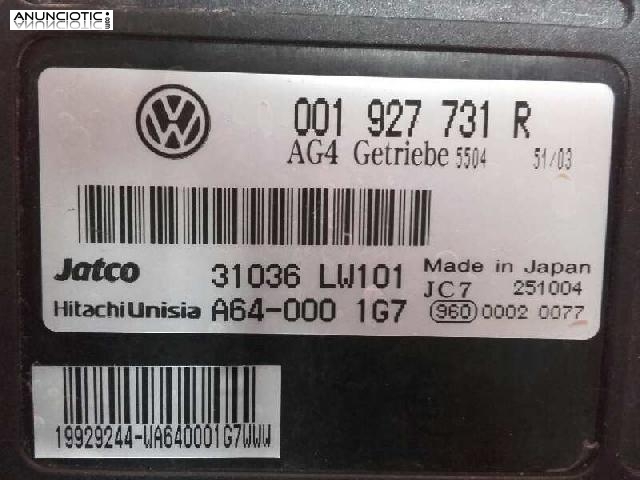 ANUNCIOTIC.com
001 927 731 R
AG4 Getriebe 5504 51/03
Jatco 31036 LW101 Made in Japan
JC7 251004
HitachiUnisia A64-000 1G7 960 0002 0077
19929244-WA640001G7WWW